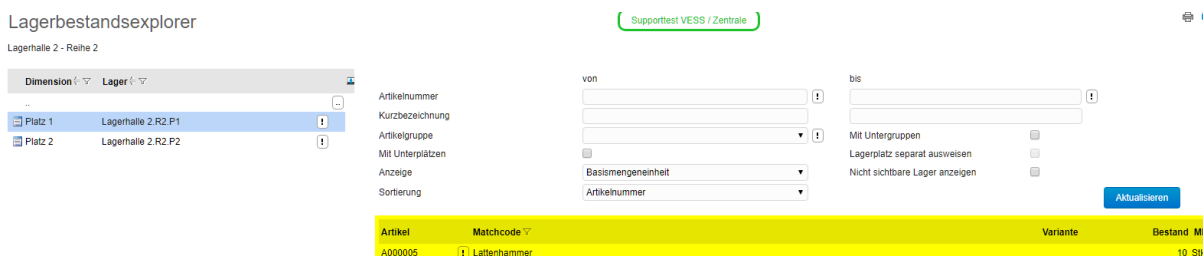 Lagerbestandsexplorer
Supporttest VESS / Zentrale
Lagerhalle 2 - Reihe 2
Dimension Lager
..
Platz 1 Lagerhalle 2.R2.P1
Platz 2 Lagerhalle 2.R2.P2
von bis
Artikelnummer
Kurzbezeichnung
Artikelgruppe Mit Untergruppen
Mit Unterplätzen Lagerplatz separat ausweisen
Anzeige Basismengeneinheit Nicht sichtbare Lager anzeigen
Sortierung Artikelnummer
Aktualisieren
Artikel Matchcode Variante Bestand
A000005 Lattenhammer 10